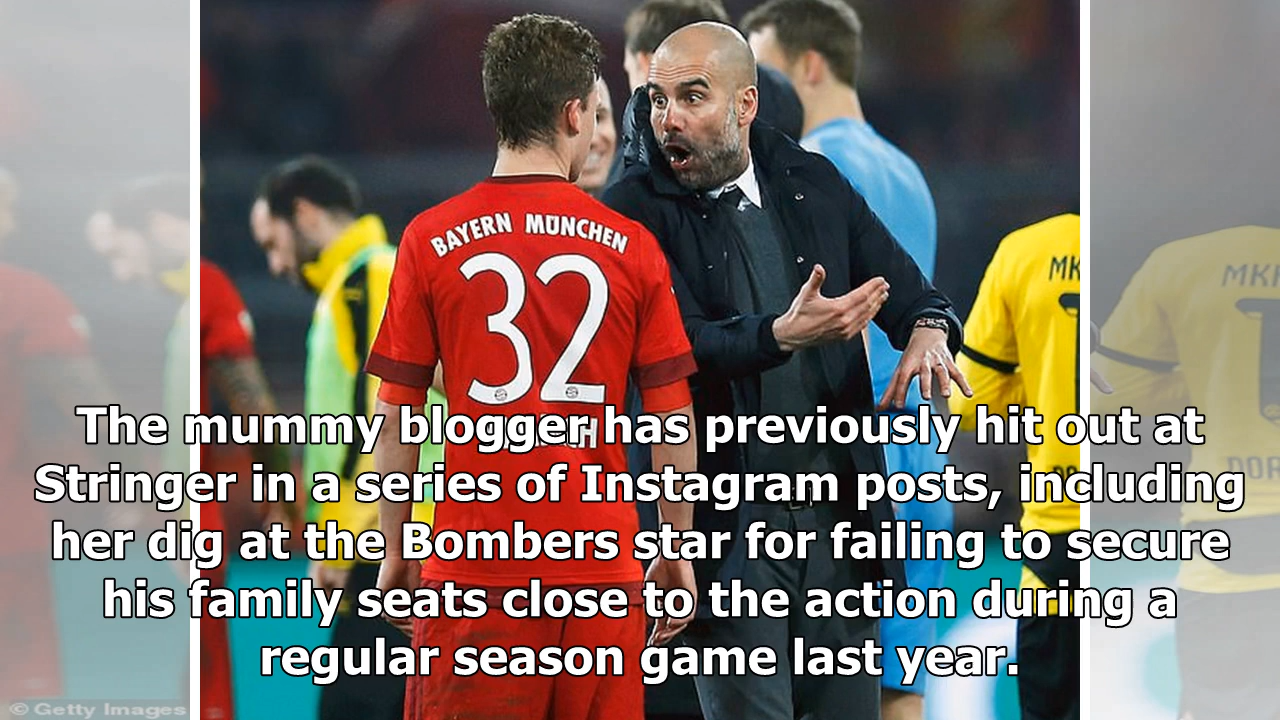 BAYERN MÜNCHEN
32
MK
MK
The mummy blogger has previously hit out at
Stringer in a series of Instagram posts, including
her dig at the Bombers star for failing to secure
his family seats close to the action during a
regular season game last year.
© Getty Images